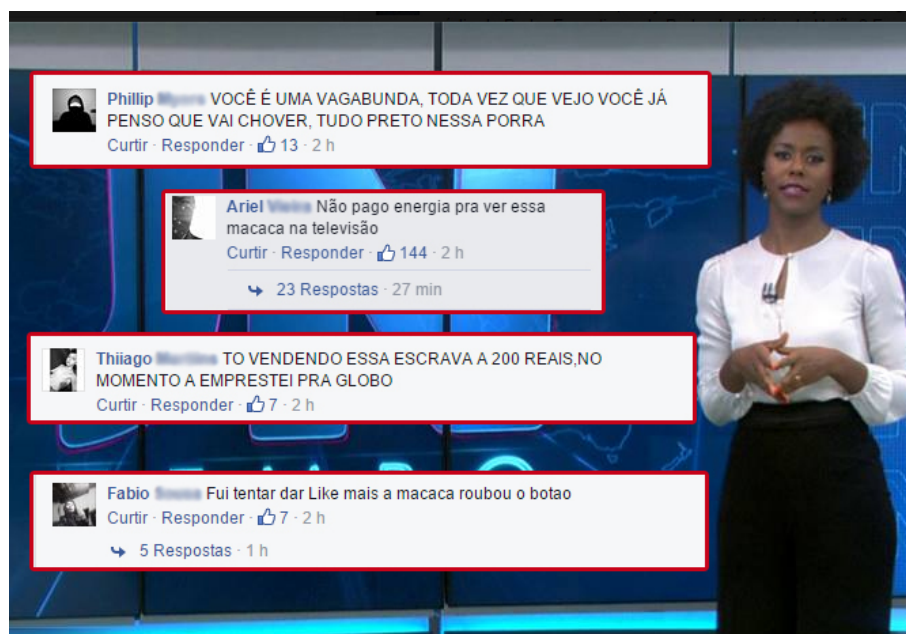 Phillip VOCÊ É UMA VAGABUNDA, TODA VEZ QUE VEJO VOCÊ JÁ
PENSO QUE VAI CHOVER, TUDO PRETO NESSA PORRA
Curtir · Responder · 13 · 2 h
Ariel Não pago energia pra ver essa
macaca na televisão
Curtir · Responder · 144 · 2 h
23 Respostas · 27 min
Thiiago TO VENDENDO ESSA ESCRAVA A 200 REAIS,NO
MOMENTO A EMPRESTEI PRA GLOBO
Curtir · Responder · 7 · 2 h
Fabio Fui tentar dar Like mais a macaca roubou o botao
Curtir · Responder · 7 · 2 h
5 Respostas · 1 h